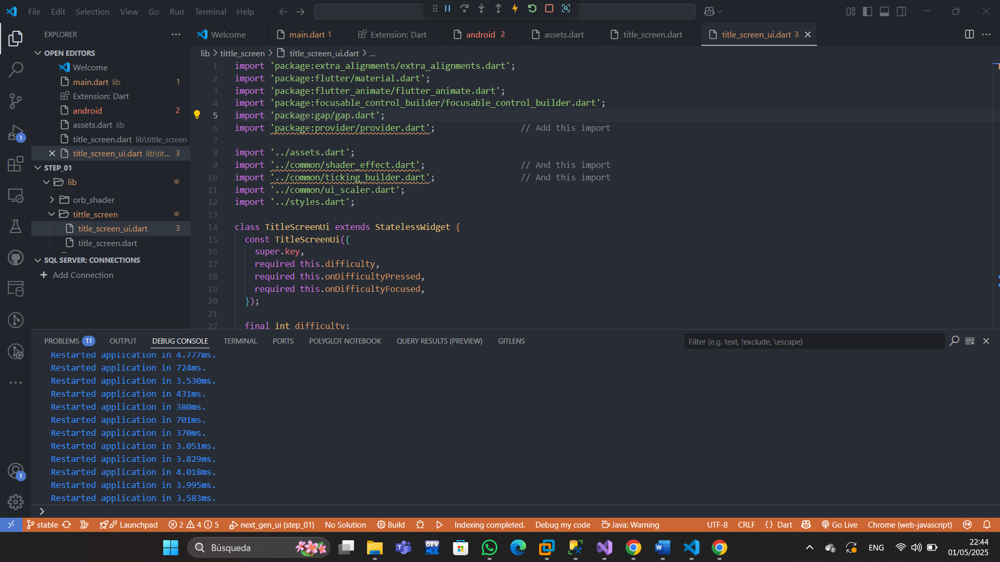 File Edit Selection View Go Run Terminal Help
EXPLORER
OPEN EDITORS
Welcome
main.dart lib 1
Extension: Dart
android 2
assets.dart lib
title_screen.dart lib\tittle_screen
title_screen_ui.dart lib\tit... 3
STEP_01
lib
orb_shader
tittle_screen
title_screen_ui.dart 3
title_screen.dart
SQL SERVER: CONNECTIONS
Add Connection
1
1
Welcome main.dart 1 Extension: Dart android 2 assets.dart title_screen.dart title_screen_ui.dart 3
lib > tittle_screen > title_screen_ui.dart > ...
1 import 'package:extra_alignments/extra_alignments.dart';
2 import 'package:flutter/material.dart';
3 import 'package:flutter_animate/flutter_animate.dart';
4 import 'package:focusable_control_builder/focusable_control_builder.dart';
5 import 'package:gap/gap.dart';
6 import 'package:provider/provider.dart'; // Add this import
7
8 import '../assets.dart';
9 import '../common/shader_effect.dart'; // And this import
10 import '../common/ticking_builder.dart'; // And this import
11 import '../common/ui_scaler.dart';
12 import '../styles.dart';
13
14 class TitleScreenUi extends StatelessWidget {
15 const TitleScreenUi({
16 super.key,
17 required this.difficulty,
18 required this.onDifficultyPressed,
19 required this.onDifficultyFocused,
20 });
21
22 final int difficulty;
PROBLEMS 11 OUTPUT DEBUG CONSOLE TERMINAL PORTS POLYGLOT NOTEBOOK QUERY RESULTS (PREVIEW) GITLENS
Filter (e.g. text, !exclude, \escape)
Restarted application in 4.777ms.
Restarted application in 724ms.
Restarted application in 3.530ms.
Restarted application in 431ms.
Restarted application in 380ms.
Restarted application in 701ms.
Restarted application in 370ms.
Restarted application in 3.051ms.
Restarted application in 3.829ms.
Restarted application in 4.018ms.
Restarted application in 3.995ms.
Restarted application in 3.583ms.
stable Launchpad 2 4 5 next_gen_ui (step_01) No Solution Build Indexing completed. Debug my code Java: Warning UTF-8 CRLF {} Dart Go Live Chrome (web-javascript)
Búsqueda
DEV C++
ENG
22:44
01/05/2025